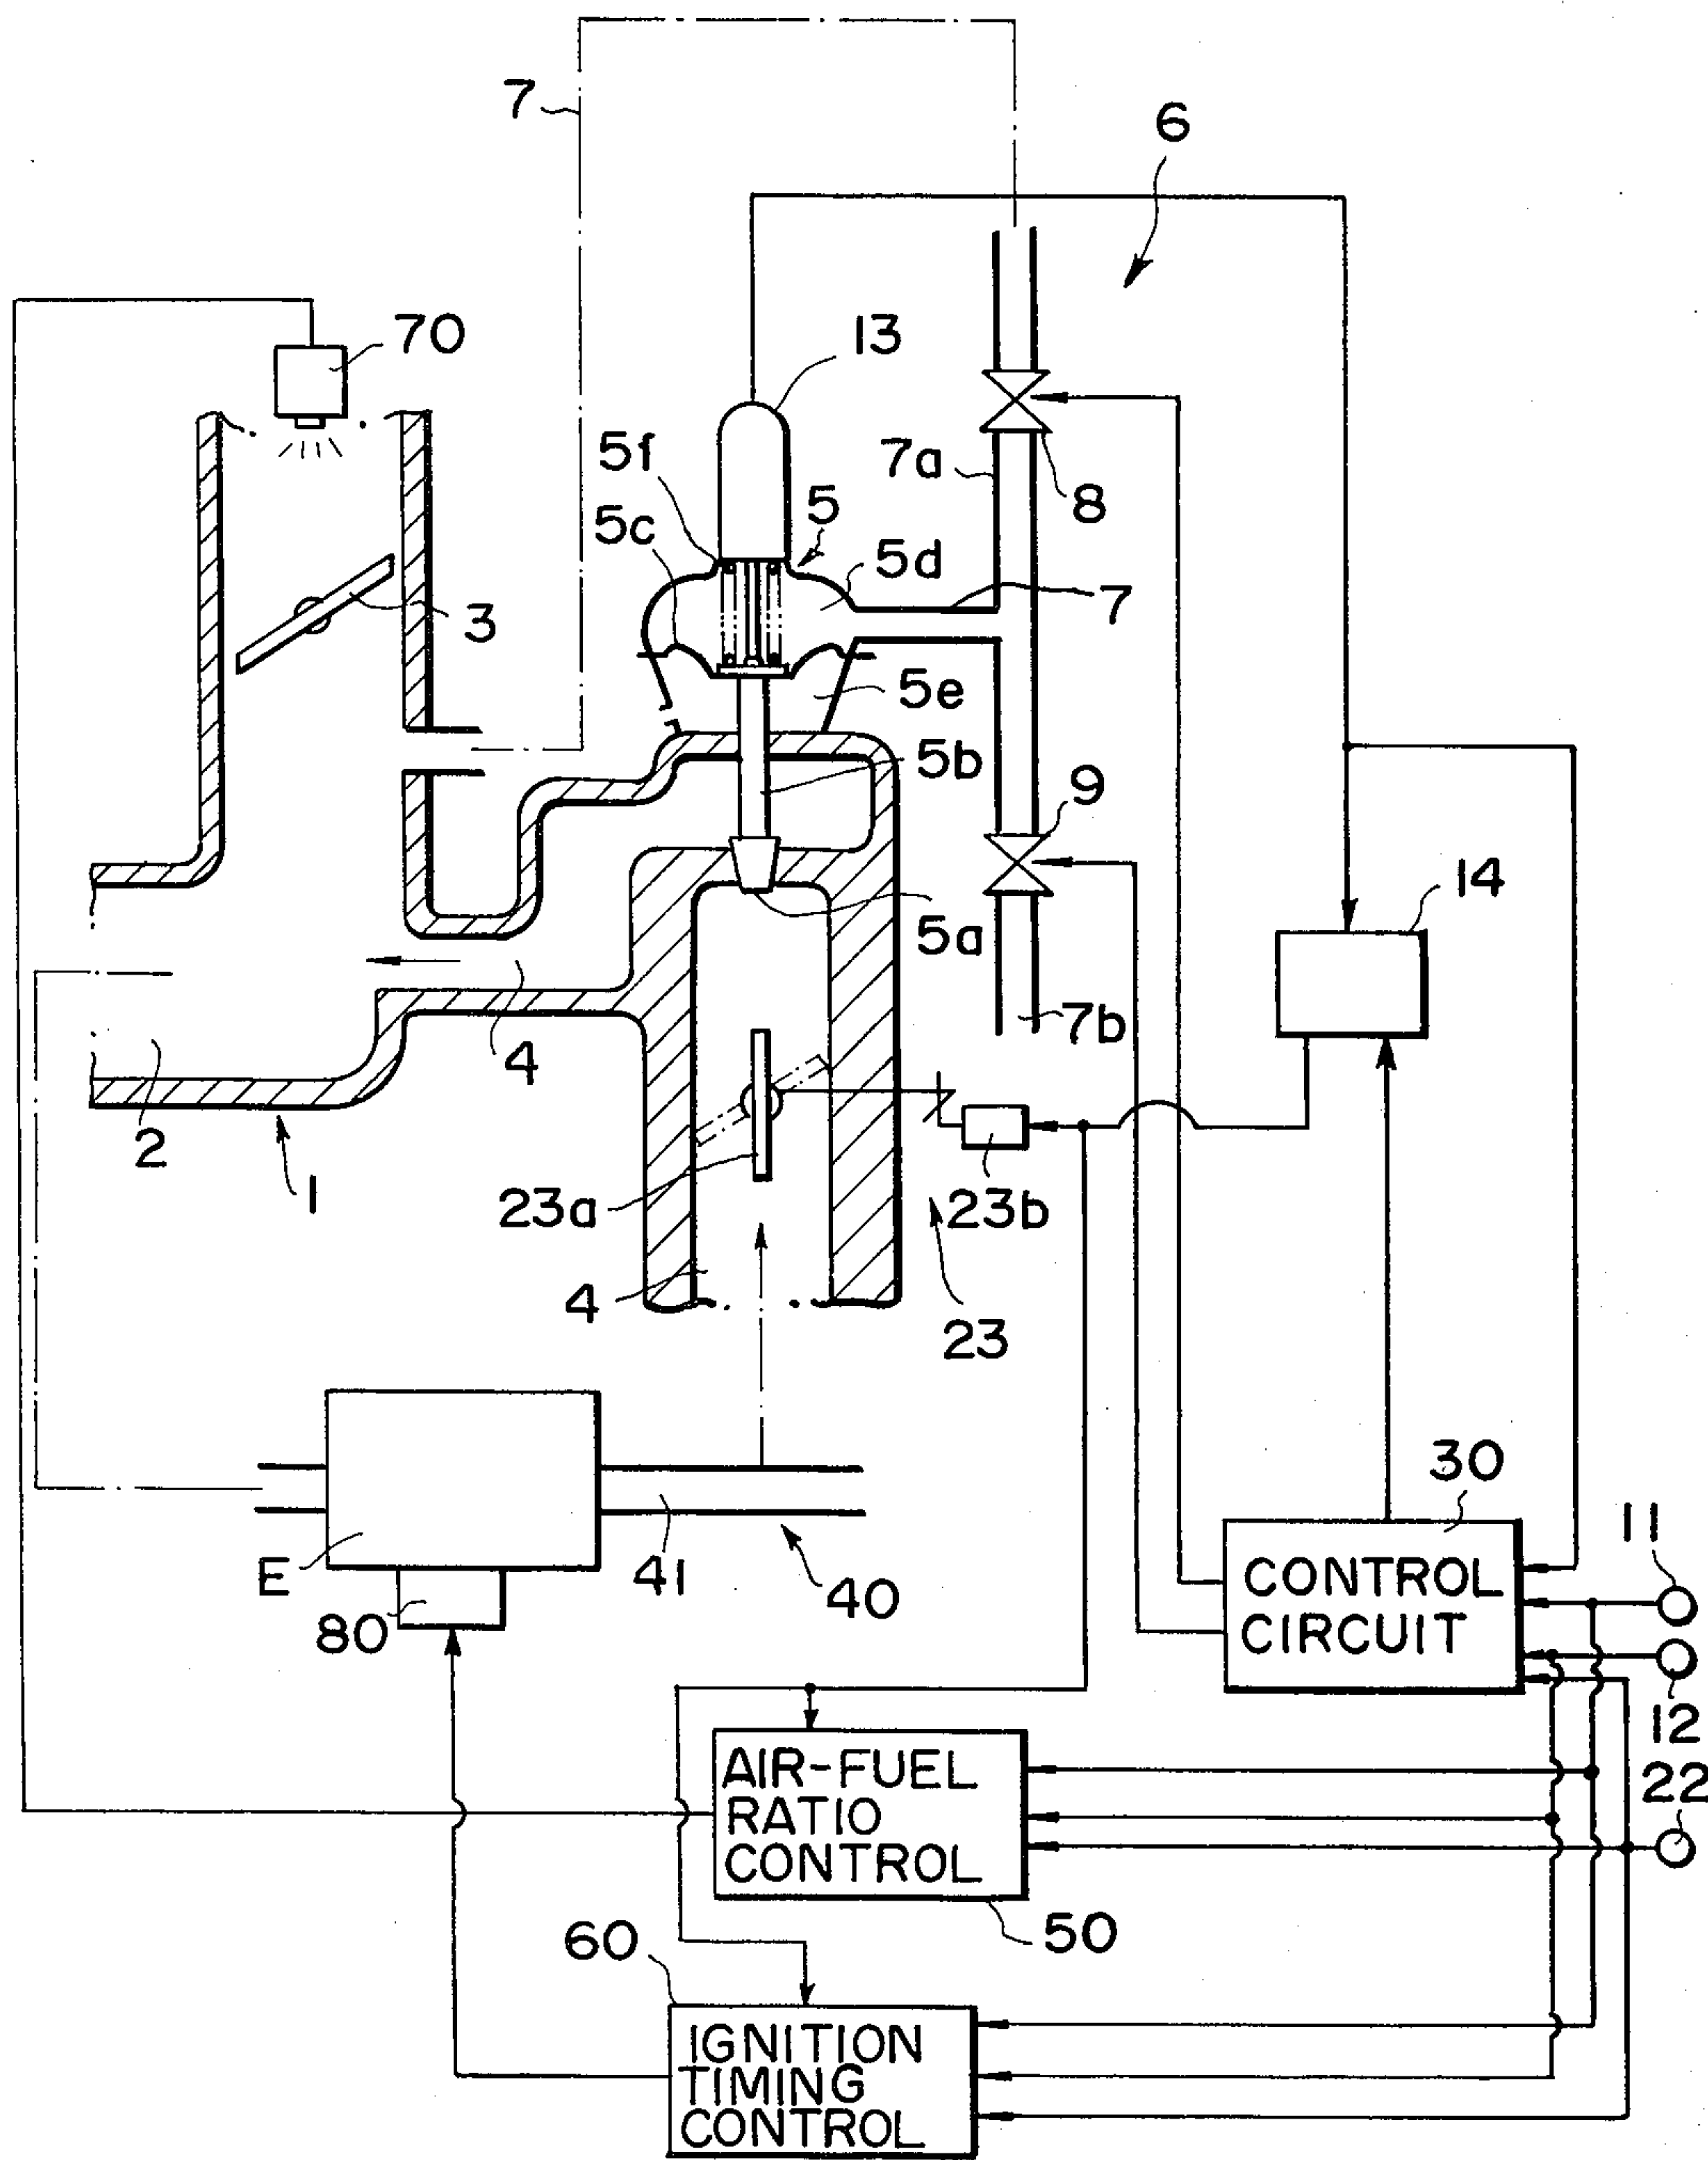 7
6
70
13
5f
7a
8
5c
5
5d
3
7
5e
5b
9
14
5a
7b
4
2
1
23a
23b
4
23
30
11
E
41
40
CONTROL
CIRCUIT
80
12
22
AIR-FUEL
RATIO
CONTROL
50
60
IGNITION
TIMING
CONTROL